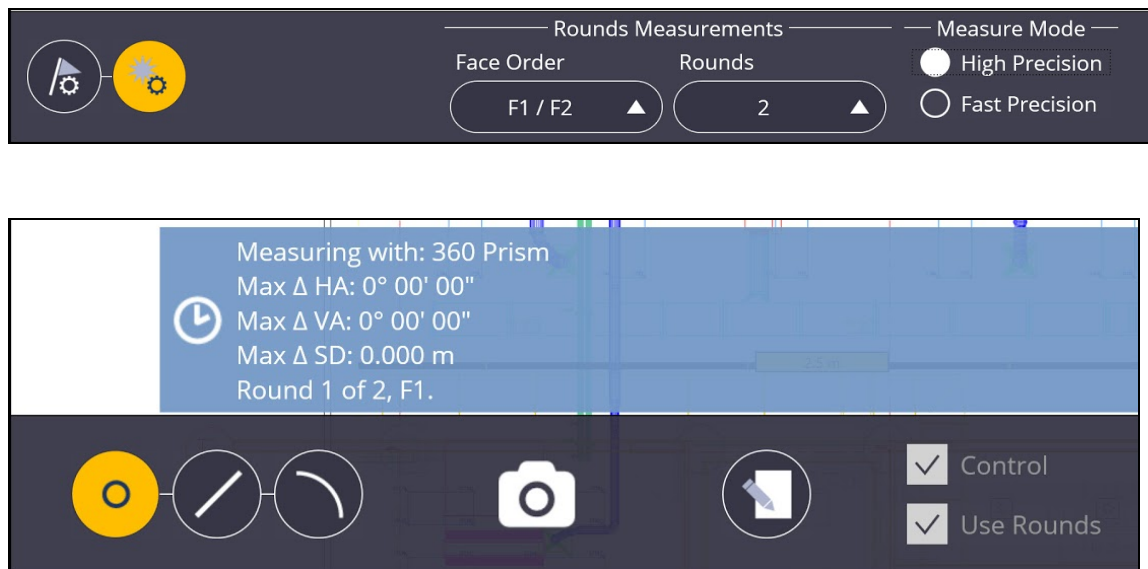 Rounds Measurements
Measure Mode
Face Order
Rounds
High Precision
F1 / F2
2
Fast Precision
Measuring with: 360 Prism
Max Δ HA: 0° 00' 00"
Max Δ VA: 0° 00' 00"
Max Δ SD: 0.000 m
Round 1 of 2, F1.
Control
Use Rounds